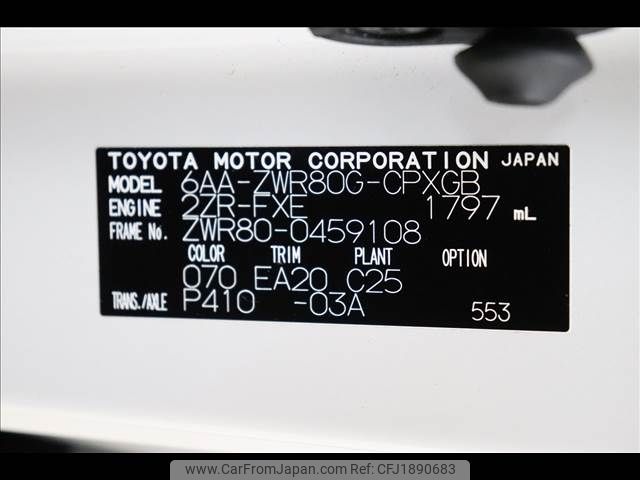 TOYOTA MOTOR CORPORATION JAPAN
MODEL 6AA-ZWR80G-CPXGB
ENGINE 2ZR-FXE 1797 mL
FRAME No. ZWR80-0459108
COLOR TRIM PLANT OPTION
070 EA20 C25
TRANS./AXLE P410 -03A 553
www.CarFromJapan.com - ID: CFJ1890683